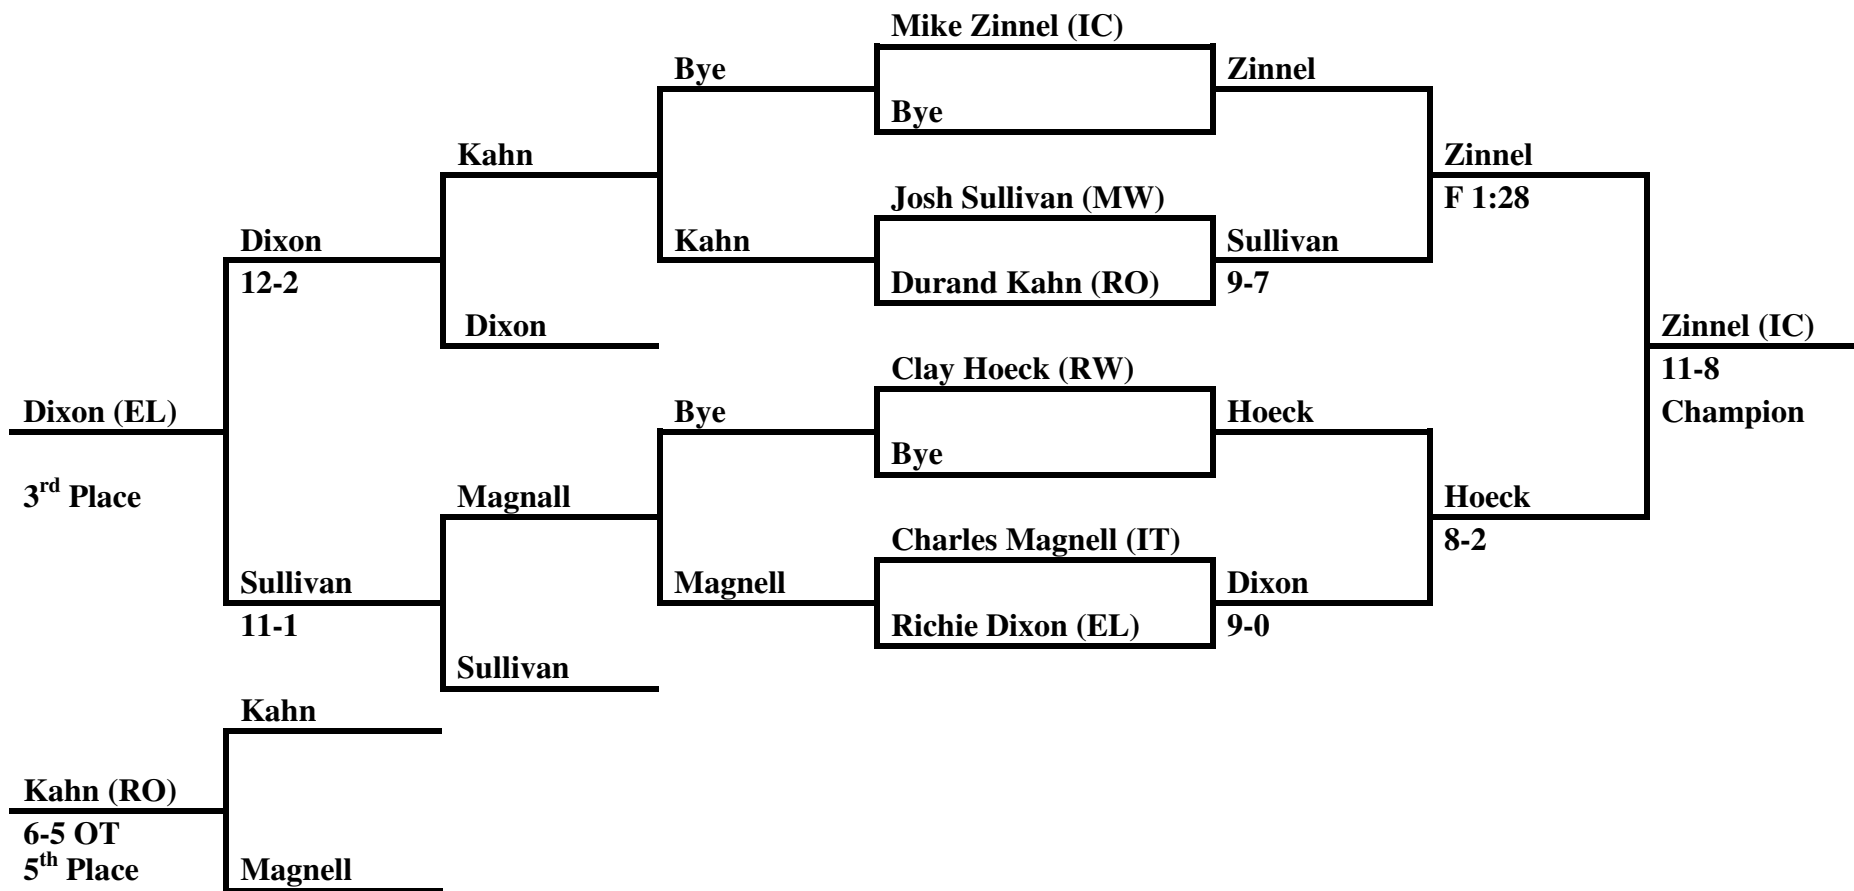 Mike Zinnel (IC)
Bye Zinnel
Bye
Kahn Zinnel
Josh Sullivan (MW) F 1:28
Dixon Kahn Sullivan
12-2 Durand Kahn (RO) 9-7
Dixon Zinnel (IC)
Clay Hoeck (RW) 11-8
Dixon (EL) Bye Hoeck Champion
Bye
3rd Place Magnall Hoeck
Charles Magnell (IT) 8-2
Sullivan Magnell Dixon
11-1 Richie Dixon (EL) 9-0
Sullivan
Kahn
Kahn (RO)
6-5 OT
5th Place Magnell